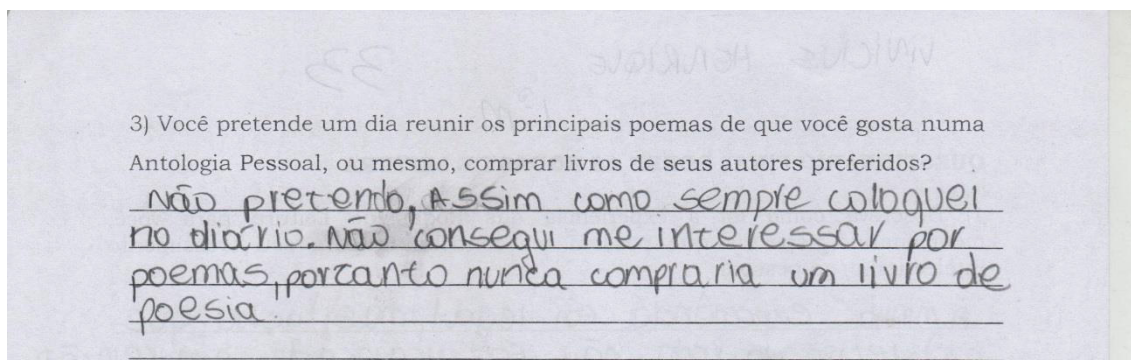 3) Você pretende um dia reunir os principais poemas de que você gosta numa
Antologia Pessoal, ou mesmo, comprar livros de seus autores preferidos?
Não pretendo, Assim como sempre coloquei
no diário. Não consegui me interessar por
poemas, portanto nunca compraria um livro de
poesia.